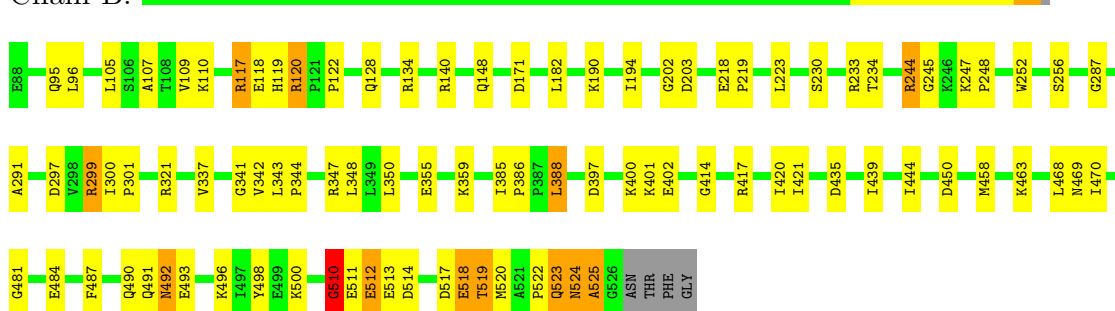 Chain B:
E88 Q95 L96 L105 S106 A107 T108 V109 K110 R117 E118 H119 R120 P121 P122 Q128 R134 R140 Q148 D171 L182 K190 I194 G202 D203 E218 P219 L223 S230 R233 T234 R244 G245 K246 K247 P248 W252 S256 G287
A291 D297 V298 R299 I300 P301 R321 V337 G341 V342 L343 P344 R347 L348 L349 L350 E355 K359 I385 P386 P387 L388 D397 K400 K401 E402 G414 R417 I420 I421 D435 I439 I444 D450 M458 K463 L468 N469 I470
G481 E484 F487 Q490 Q491 N492 E493 K496 I497 Y498 E499 K500 G510 E511 E512 E513 D514 D517 E518 T519 M520 A521 P522 Q523 N524 A525 G526 ASN THR PHE GLY